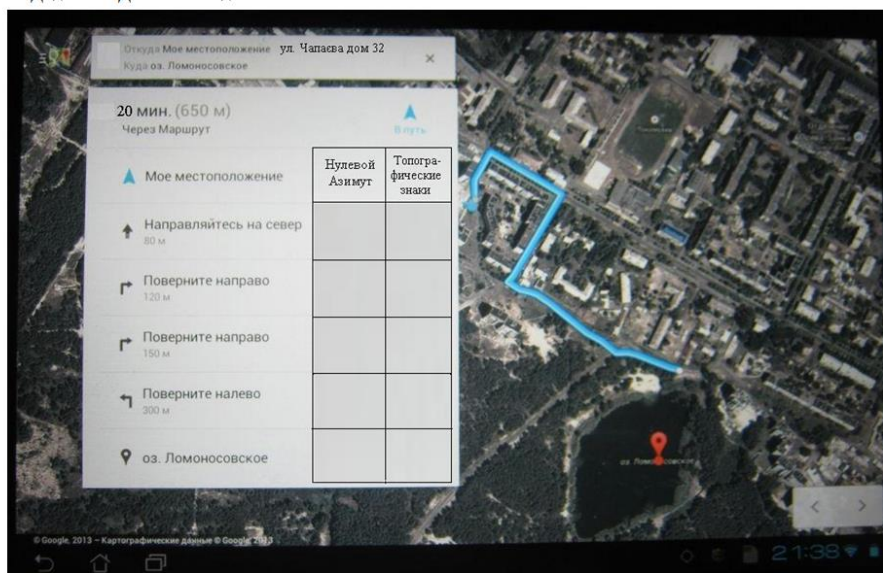 Откуда Мое местоположение ул. Чапаєва дом 32
Куда оз. Ломоносовское
20 мин. (650 м)
Через Маршрут
В путь
Нулевой Азимут
Топогра-фические знаки
Мое местоположение
Направляйтесь на север
80 м
Поверните направо
120 м
Поверните направо
150 м
Поверните налево
300 м
оз. Ломоносовское
оз. Ломоносовское
© Google, 2013 – Картографические данные © Google, 2013
21:38